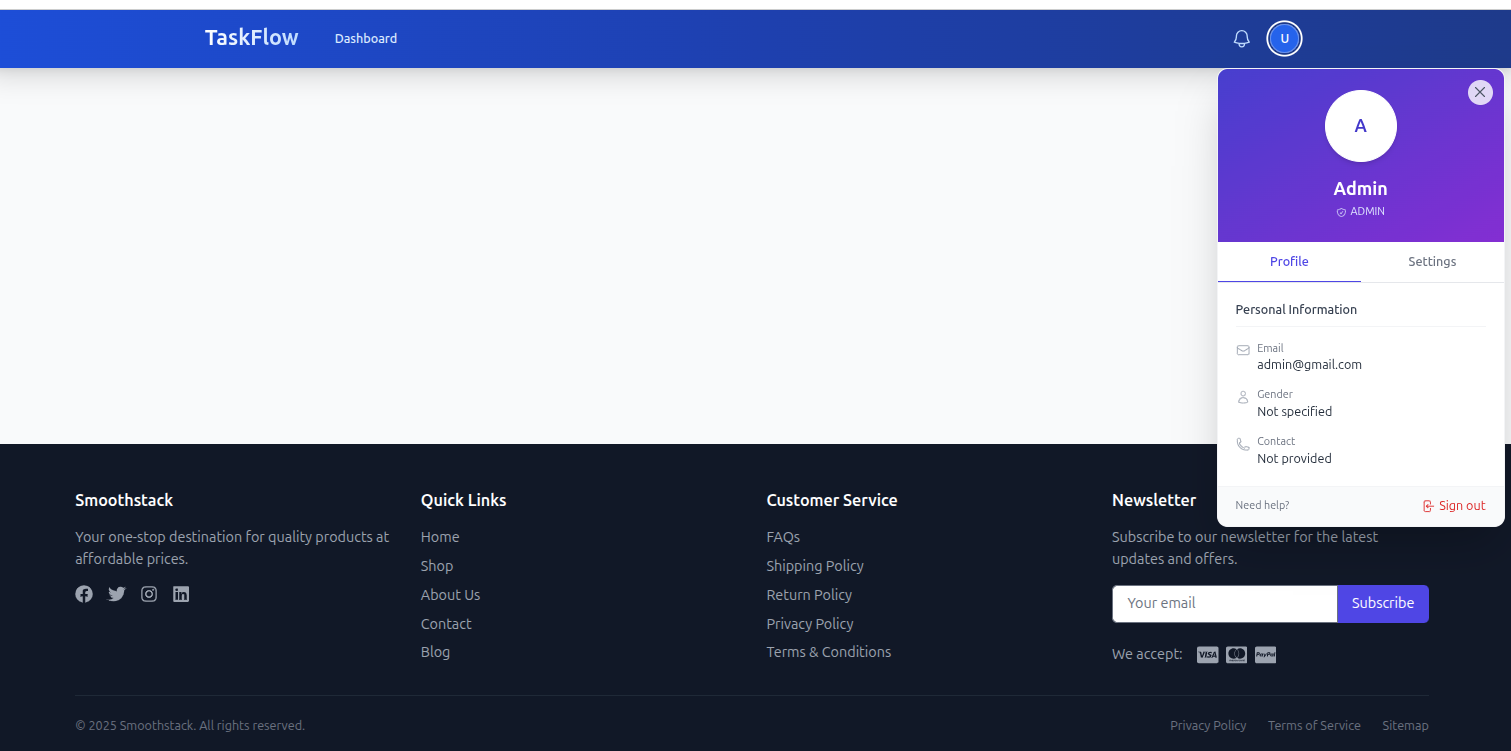 TaskFlow
Dashboard
U
A
Admin
ADMIN
Profile
Settings
Personal Information
Email
admin@gmail.com
Gender
Not specified
Contact
Not provided
Need help?
Sign out
Smoothstack
Your one-stop destination for quality products at
affordable prices.
Quick Links
Home
Shop
About Us
Contact
Blog
Customer Service
FAQs
Shipping Policy
Return Policy
Privacy Policy
Terms & Conditions
Newsletter
Subscribe to our newsletter for the latest
updates and offers.
Your email
Subscribe
We accept:
VISA
PayPal
© 2025 Smoothstack. All rights reserved.
Privacy Policy
Terms of Service
Sitemap